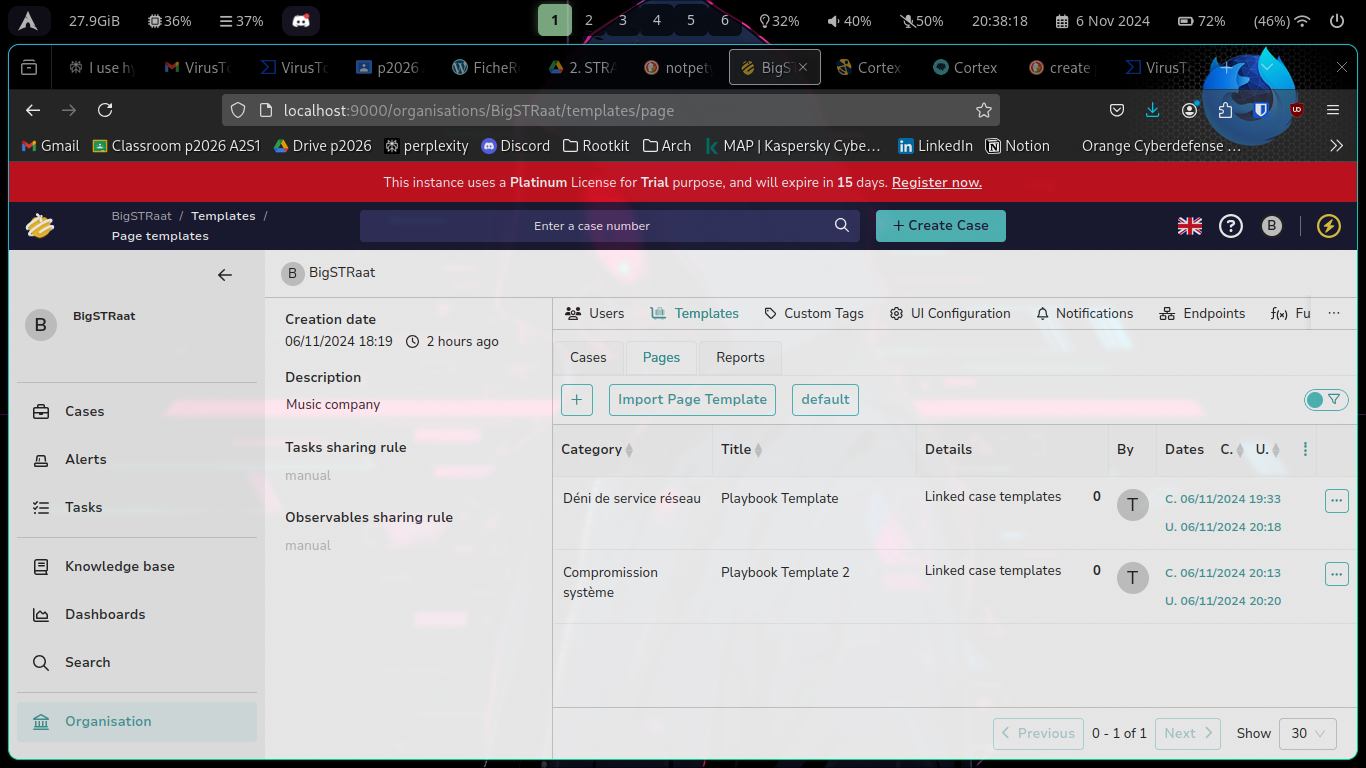 27.9GiB 36% 37% 1 2 3 4 5 6 32% 40% 50% 20:38:18 6 Nov 2024 72% (46%)
I use hy VirusTo VirusTo p2026 FicheR 2. STRA notpet BigS Cortex Cortex create VirusT
localhost:9000/organisations/BigSTRaat/templates/page
Gmail Classroom p2026 A2S1 Drive p2026 perplexity Discord Rootkit Arch MAP | Kaspersky Cybe… LinkedIn Notion Orange Cyberdefense …
This instance uses a Platinum License for Trial purpose, and will expire in 15 days. Register now.
BigSTRaat / Templates /
Page templates
Enter a case number
+ Create Case
B
B BigSTRaat
B BigSTRaat
Cases
Alerts
Tasks
Knowledge base
Dashboards
Search
Organisation
Creation date
06/11/2024 18:19 2 hours ago
Description
Music company
Tasks sharing rule
manual
Observables sharing rule
manual
Users Templates Custom Tags UI Configuration Notifications Endpoints f(x) Fu ...
Cases Pages Reports
+ Import Page Template default
Category Title Details By Dates C. U.
Déni de service réseau Playbook Template Linked case templates 0 T C. 06/11/2024 19:33
U. 06/11/2024 20:18
Compromission
système
Playbook Template 2 Linked case templates 0 T C. 06/11/2024 20:13
U. 06/11/2024 20:20
Previous 0 - 1 of 1 Next Show 30